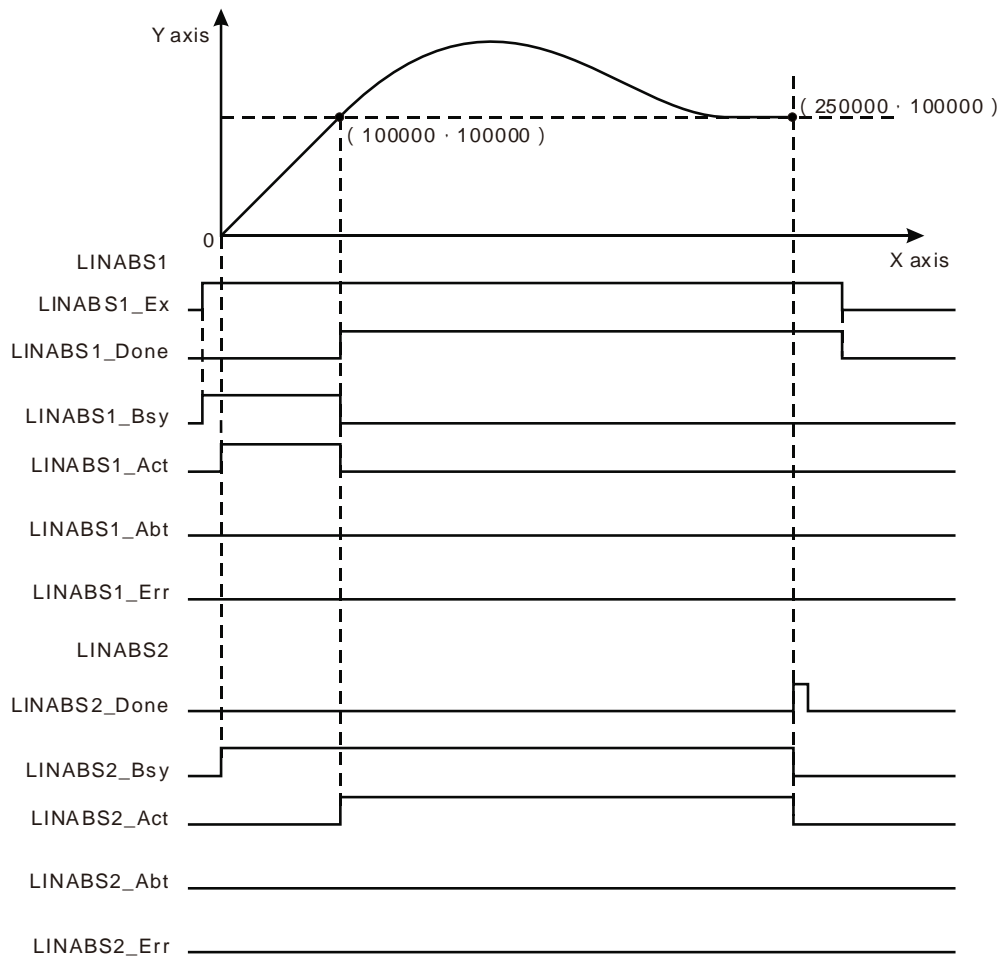 Y axis
( 250000 · 100000 )
( 100000 · 100000 )
0
X axis
LINABS1
LINABS1_Ex
LINABS1_Done
LINABS1_Bsy
LINABS1_Act
LINABS1_Abt
LINABS1_Err
LINABS2
LINABS2_Done
LINABS2_Bsy
LINABS2_Act
LINABS2_Abt
LINABS2_Err